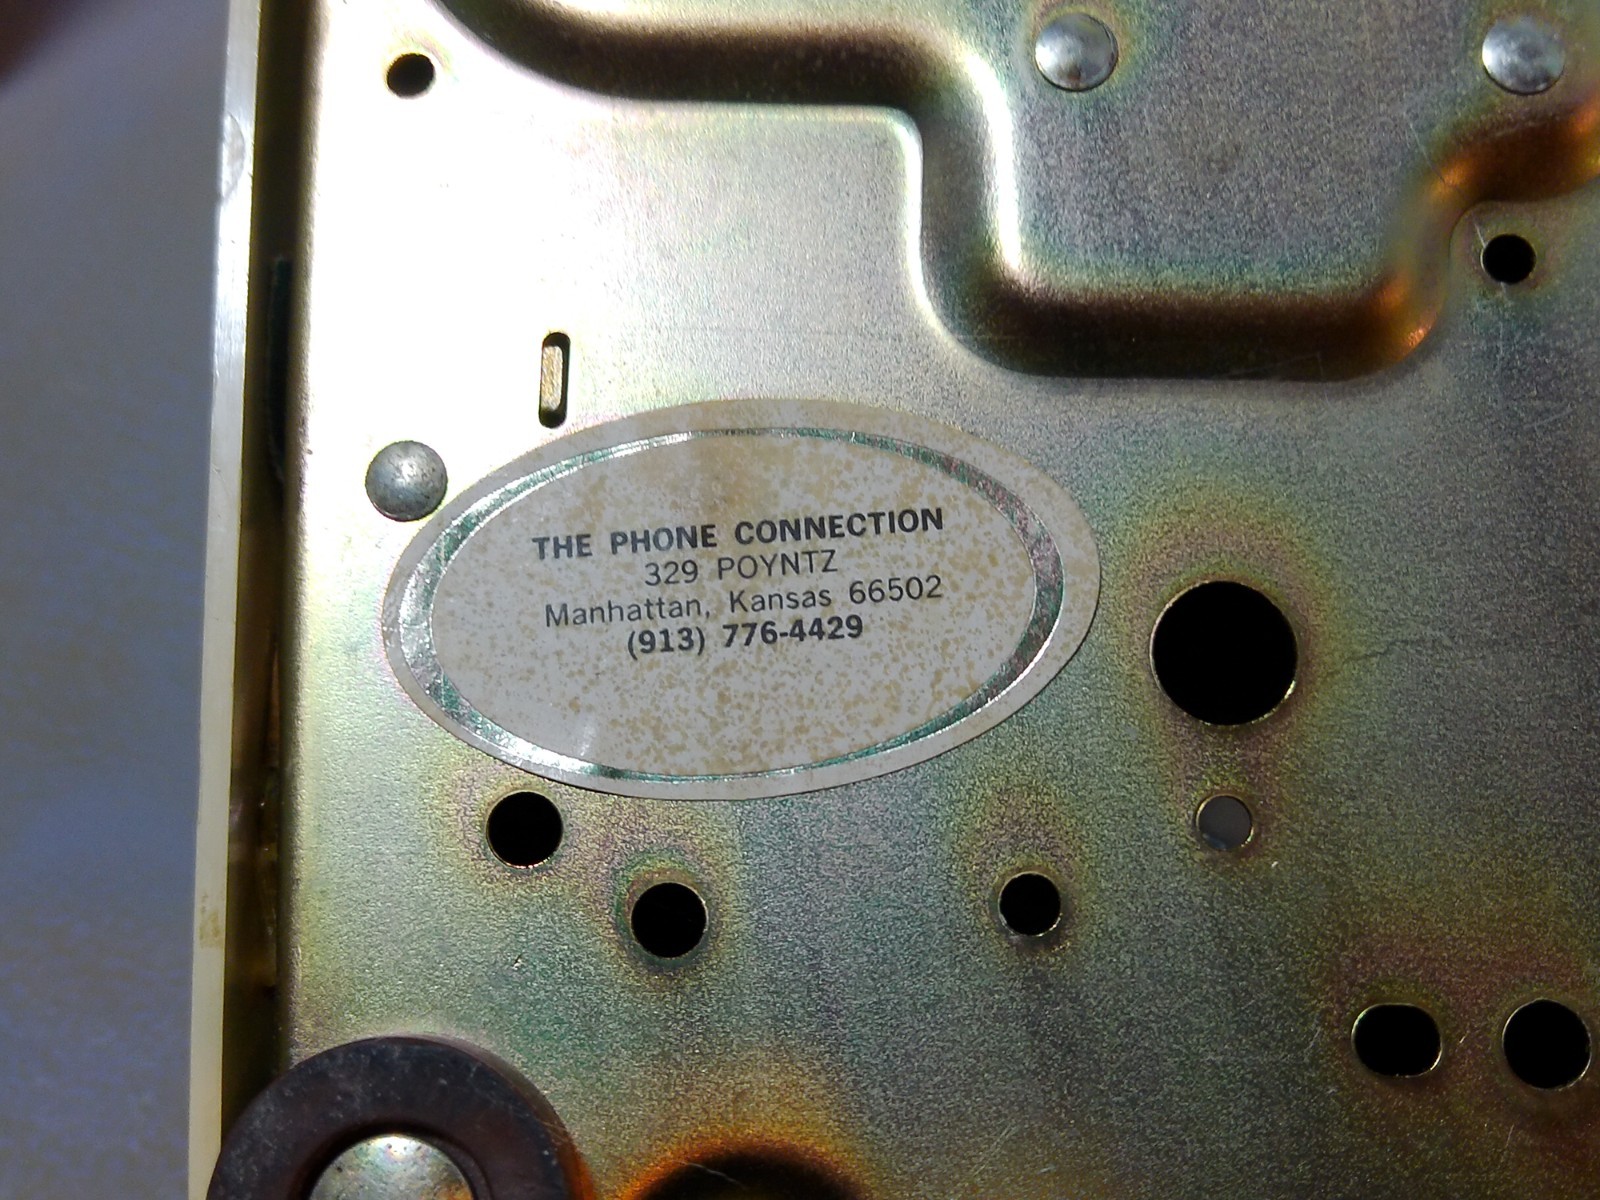 THE PHONE CONNECTION
329 POYNTZ
Manhattan, Kansas 66502
(913) 776-4429